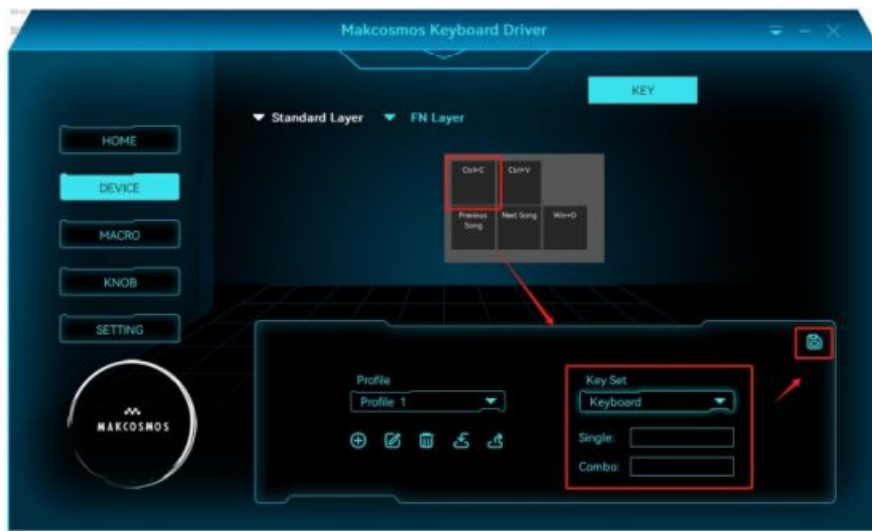 Makcosmos Keyboard Driver
KEY
Standard Layer FN Layer
HOME
DEVICE
MACRO
KNOB
SETTING
Ctrl+C Ctrl+V
Previous Song Next Song Win+D
Profile
Profile 1
Key Set
Keyboard
Single:
Combo:
MAKCOSMOS